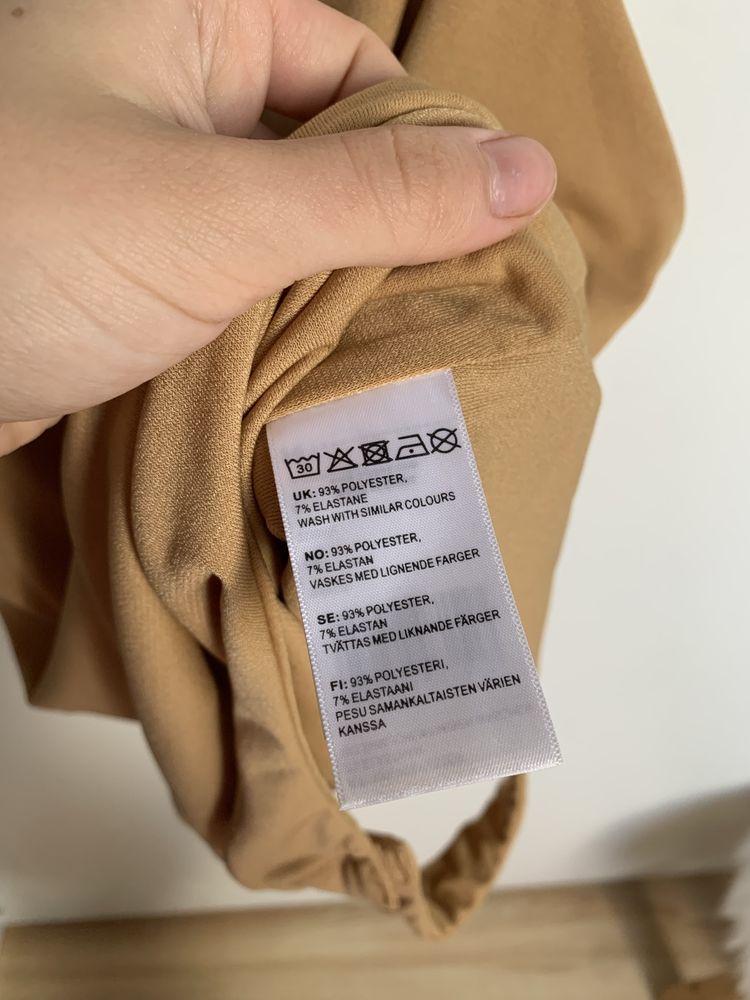 30
UK: 93% POLYESTER,
7% ELASTANE
WASH WITH SIMILAR COLOURS
NO: 93% POLYESTER,
7% ELASTAN
VASKES MED LIGNENDE FARGER
SE: 93% POLYESTER,
7% ELASTAN
TVÄTTAS MED LIKNANDE FÄRGER
FI: 93% POLYESTERI,
7% ELASTAANI
PESU SAMANKALTAISTEN VÄRIEN
KANSSA